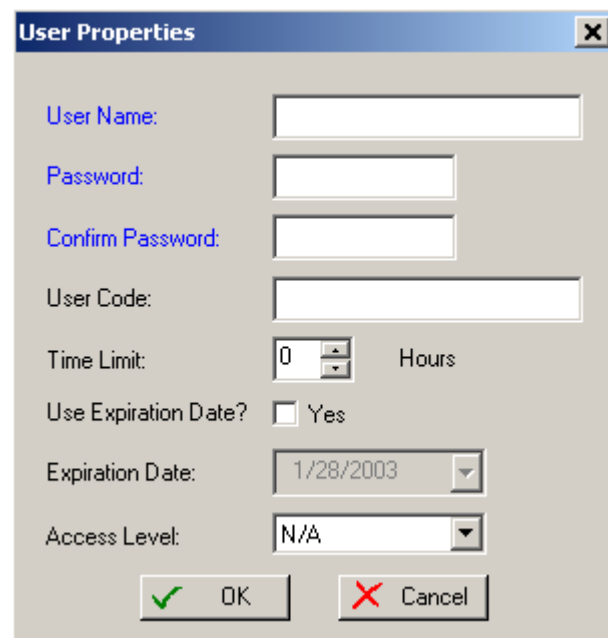 User Properties
User Name:
Password:
Confirm Password:
User Code:
Time Limit: 0 Hours
Use Expiration Date? Yes
Expiration Date: 1/28/2003
Access Level: N/A
OK Cancel